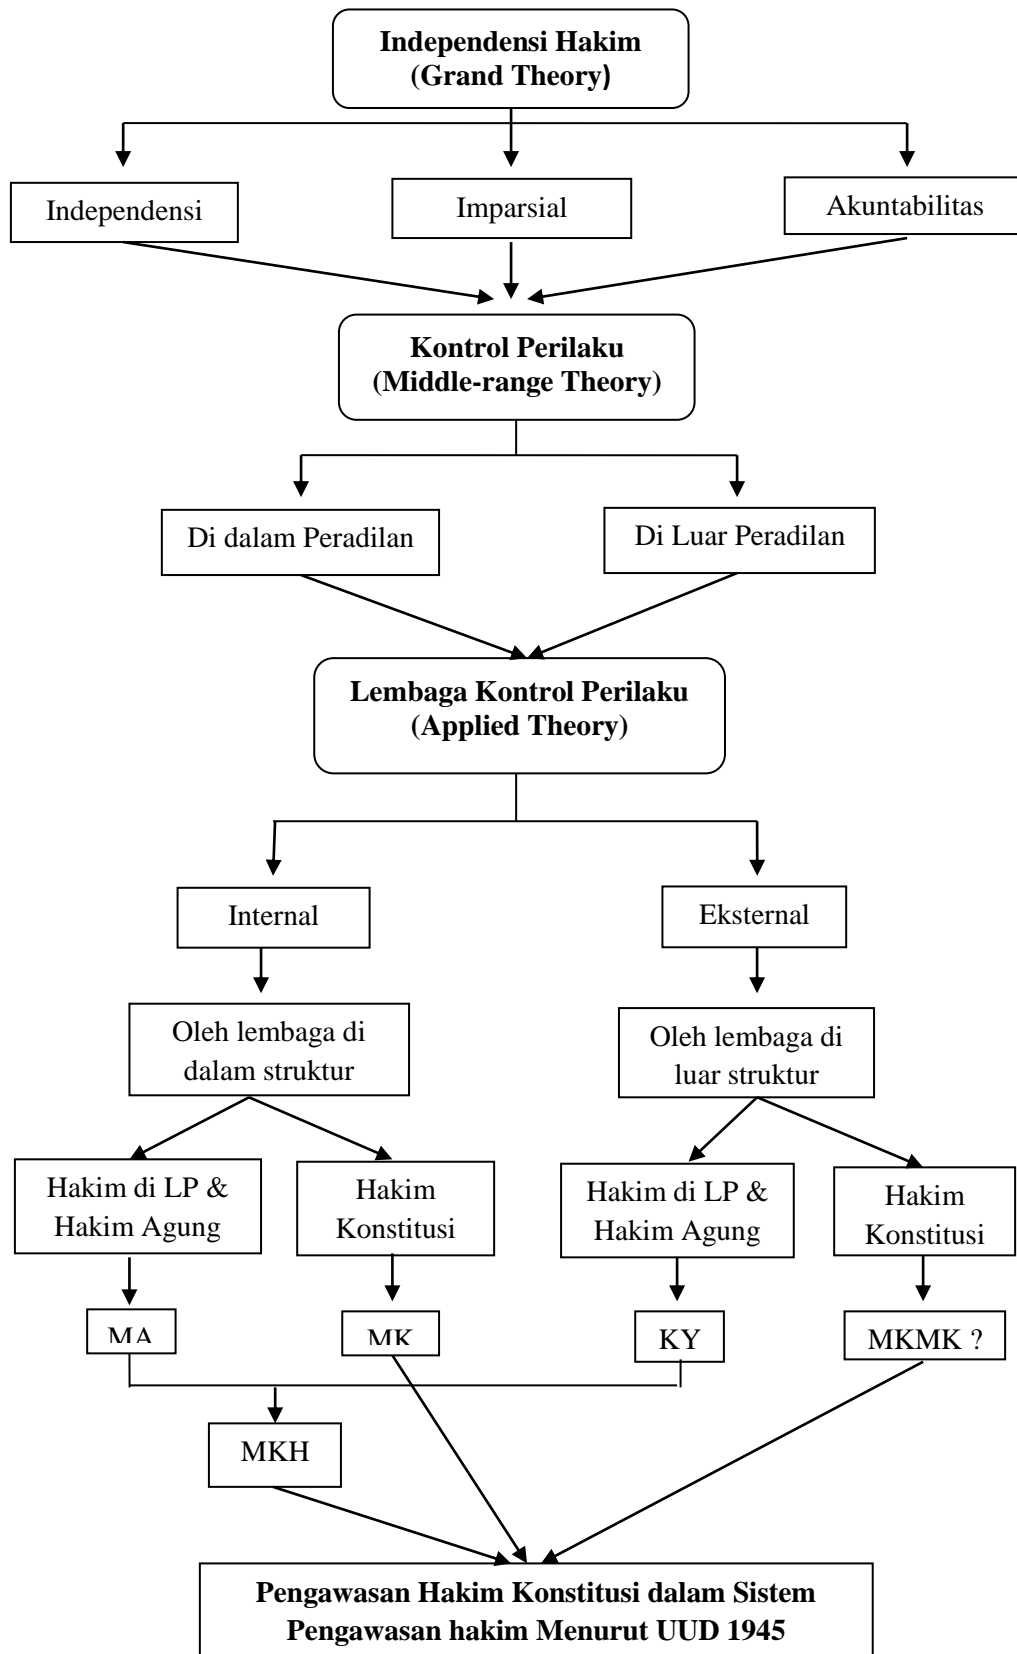 Independensi Hakim
(Grand Theory)
Independensi
Imparsial
Akuntabilitas
Kontrol Perilaku
(Middle-range Theory)
Di dalam Peradilan
Di Luar Peradilan
Lembaga Kontrol Perilaku
(Applied Theory)
Internal
Eksternal
Oleh lembaga di
dalam struktur
Oleh lembaga di
luar struktur
Hakim di LP &
Hakim Agung
Hakim
Konstitusi
Hakim di LP &
Hakim Agung
Hakim
Konstitusi
MA
MK
KY
MKMK ?
MKH
Pengawasan Hakim Konstitusi dalam Sistem
Pengawasan hakim Menurut UUD 1945